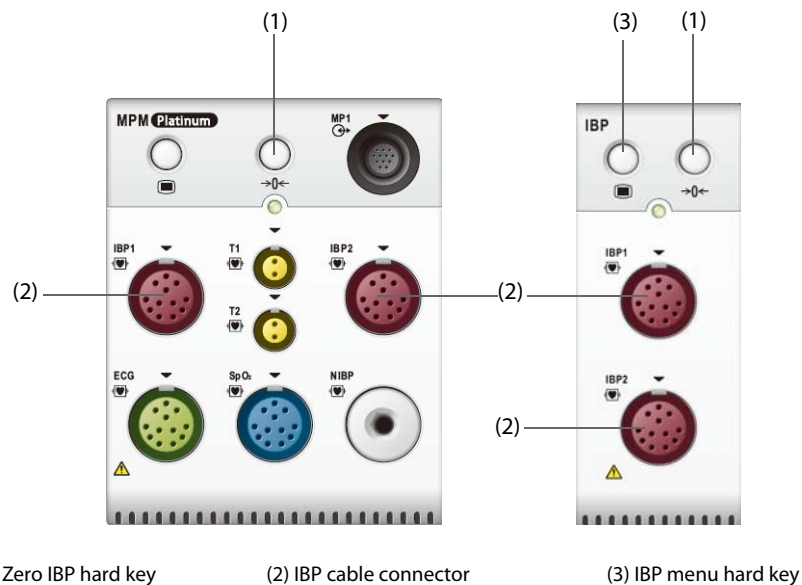 (1)
(3) (1)
MPM Platinum
MP1
→0←
IBP
→0←
IBP1
T1
IBP2
IBP1
(2)
(2)
T2
ECG
SpO₂
NIBP
IBP2
(2)
Zero IBP hard key (2) IBP cable connector (3) IBP menu hard key